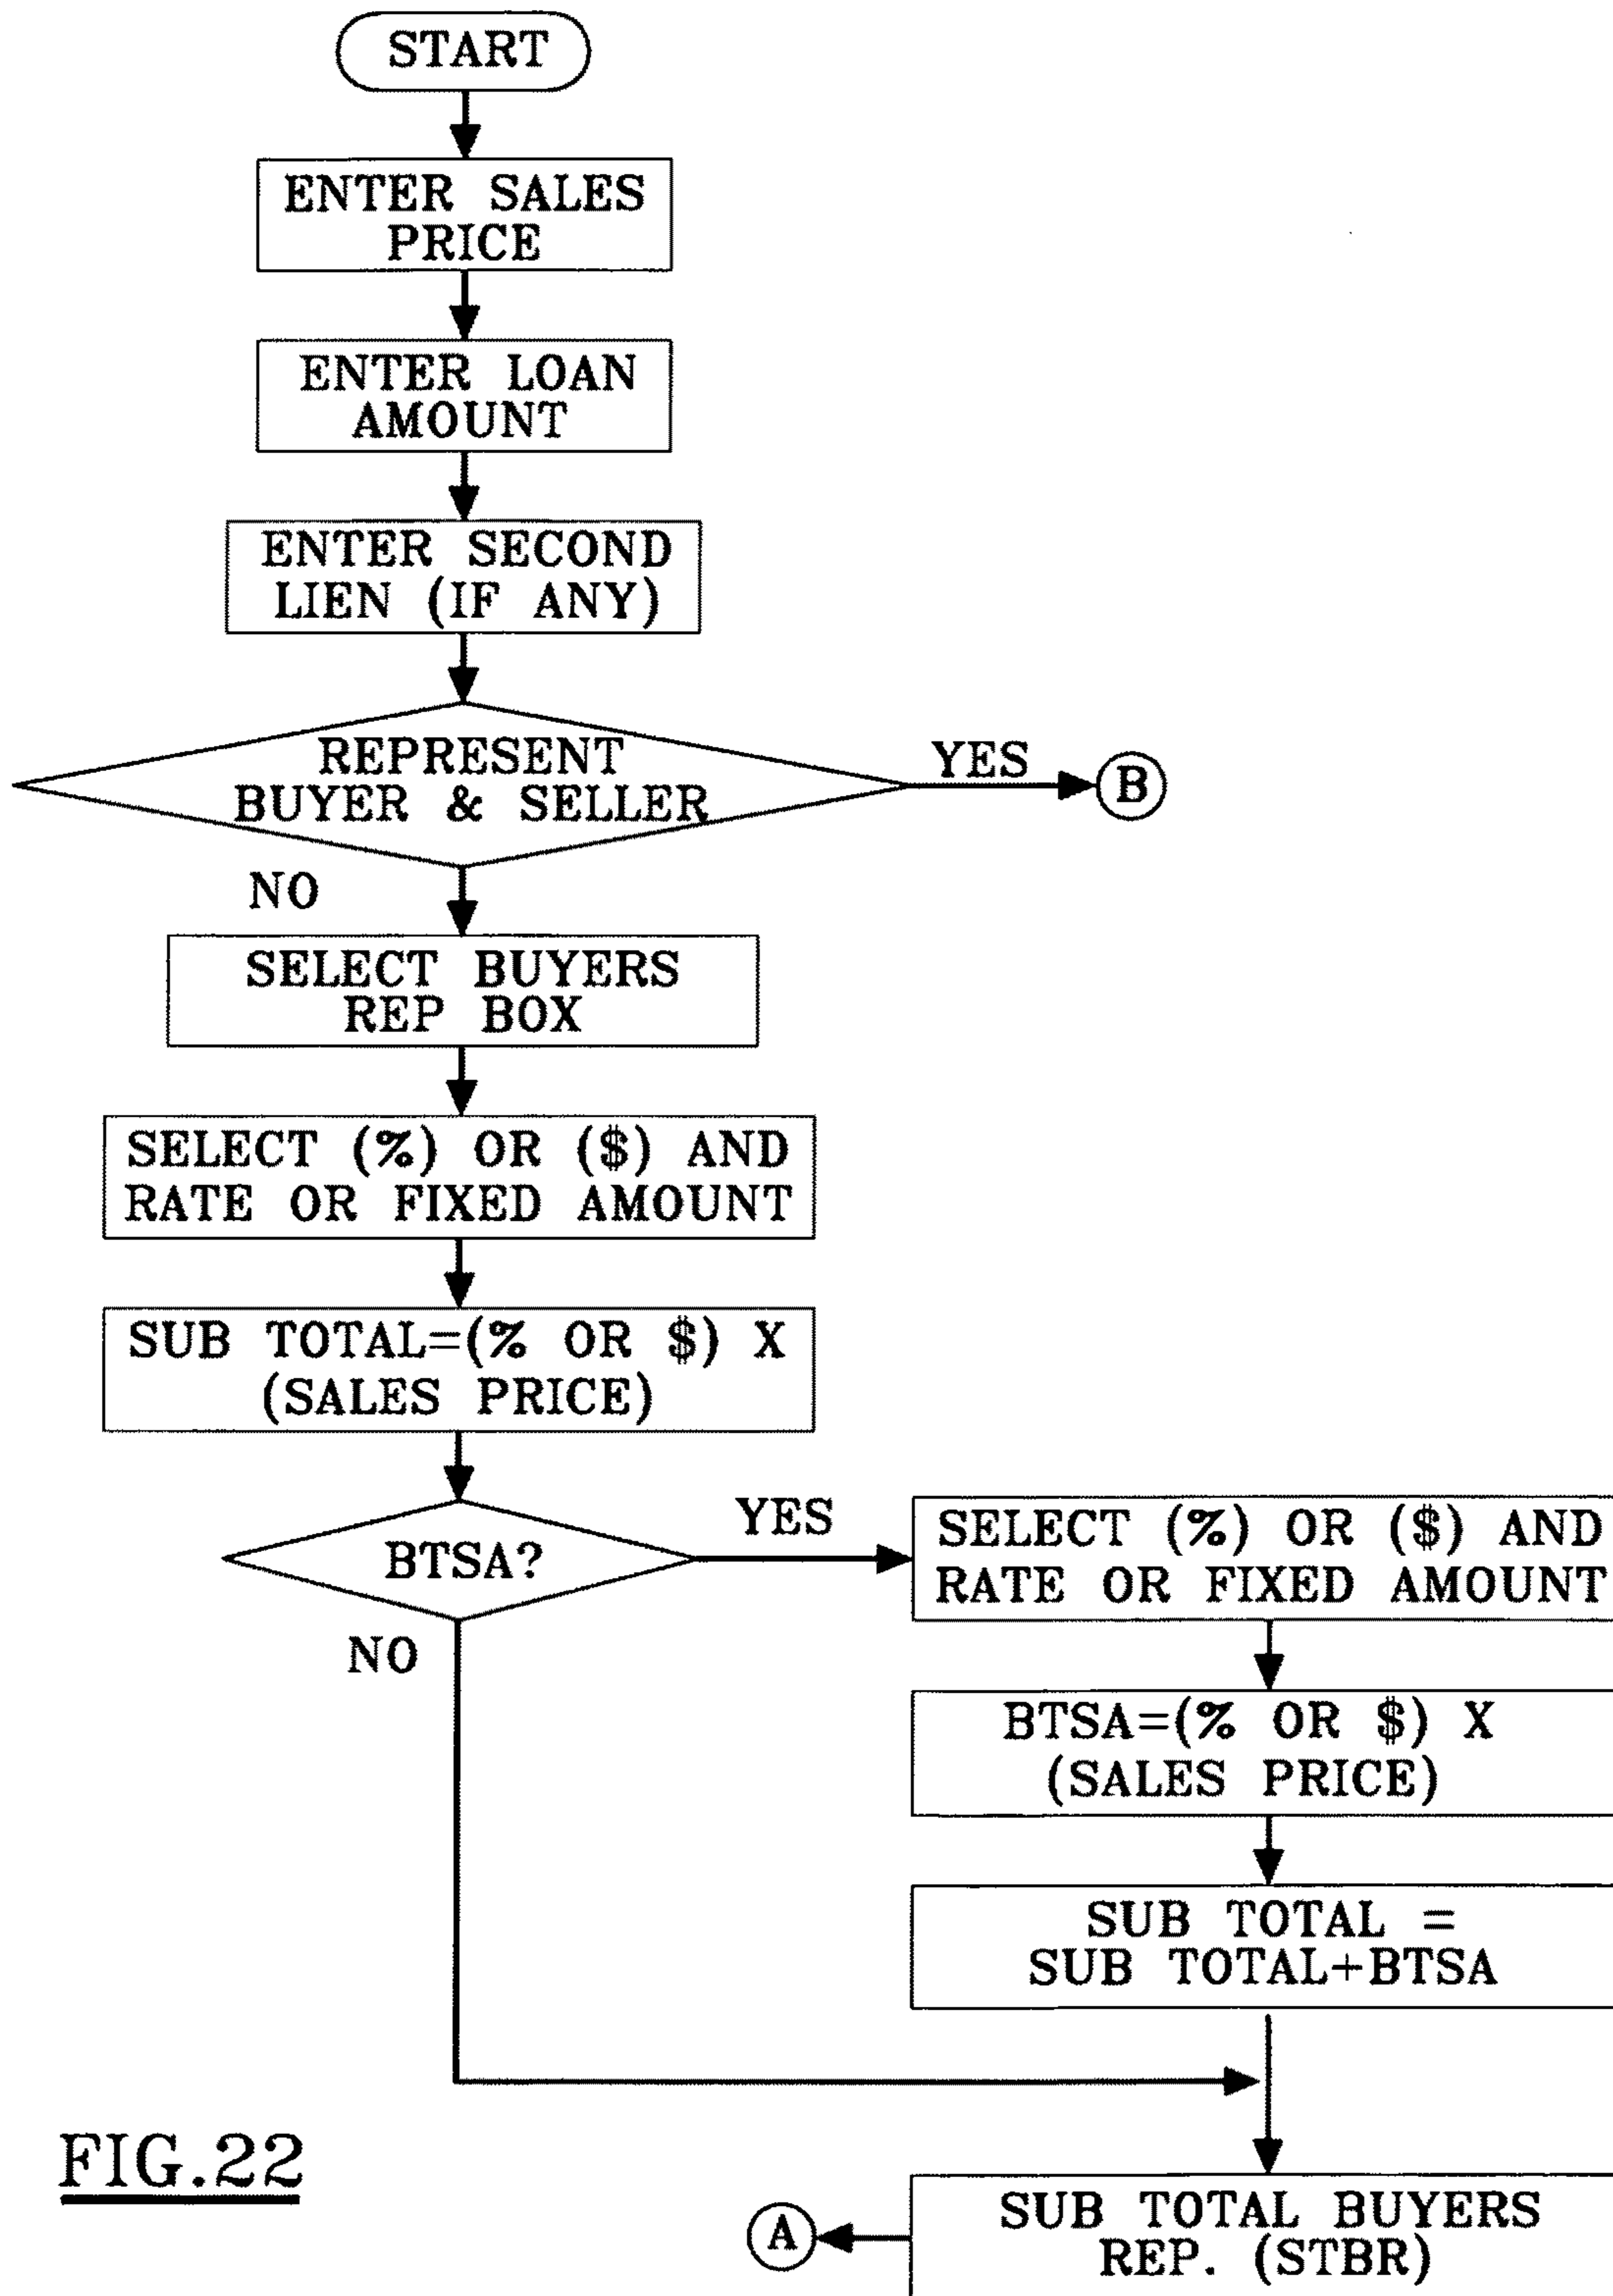 START
ENTER SALES
PRICE
ENTER LOAN
AMOUNT
ENTER SECOND
LIEN (IF ANY)
REPRESENT
BUYER & SELLER
YES
B
NO
SELECT BUYERS
REP BOX
SELECT (%) OR ($) AND
RATE OR FIXED AMOUNT
SUB TOTAL=(% OR $) X
(SALES PRICE)
BTSA?
YES
NO
SELECT (%) OR ($) AND
RATE OR FIXED AMOUNT
BTSA=(% OR $) X
(SALES PRICE)
SUB TOTAL =
SUB TOTAL+BTSA
SUB TOTAL BUYERS
REP. (STBR)
A
FIG.22